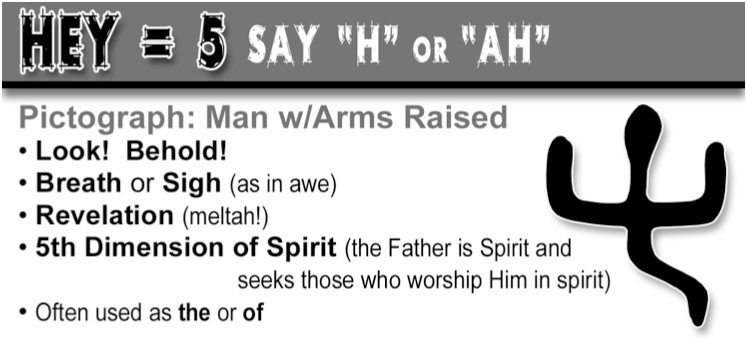 HEY = 5 SAY "H" OR "AH"
Pictograph: Man w/Arms Raised
• Look! Behold!
• Breath or Sigh (as in awe)
• Revelation (meltah!)
• 5th Dimension of Spirit (the Father is Spirit and
seeks those who worship Him in spirit)
• Often used as the or of